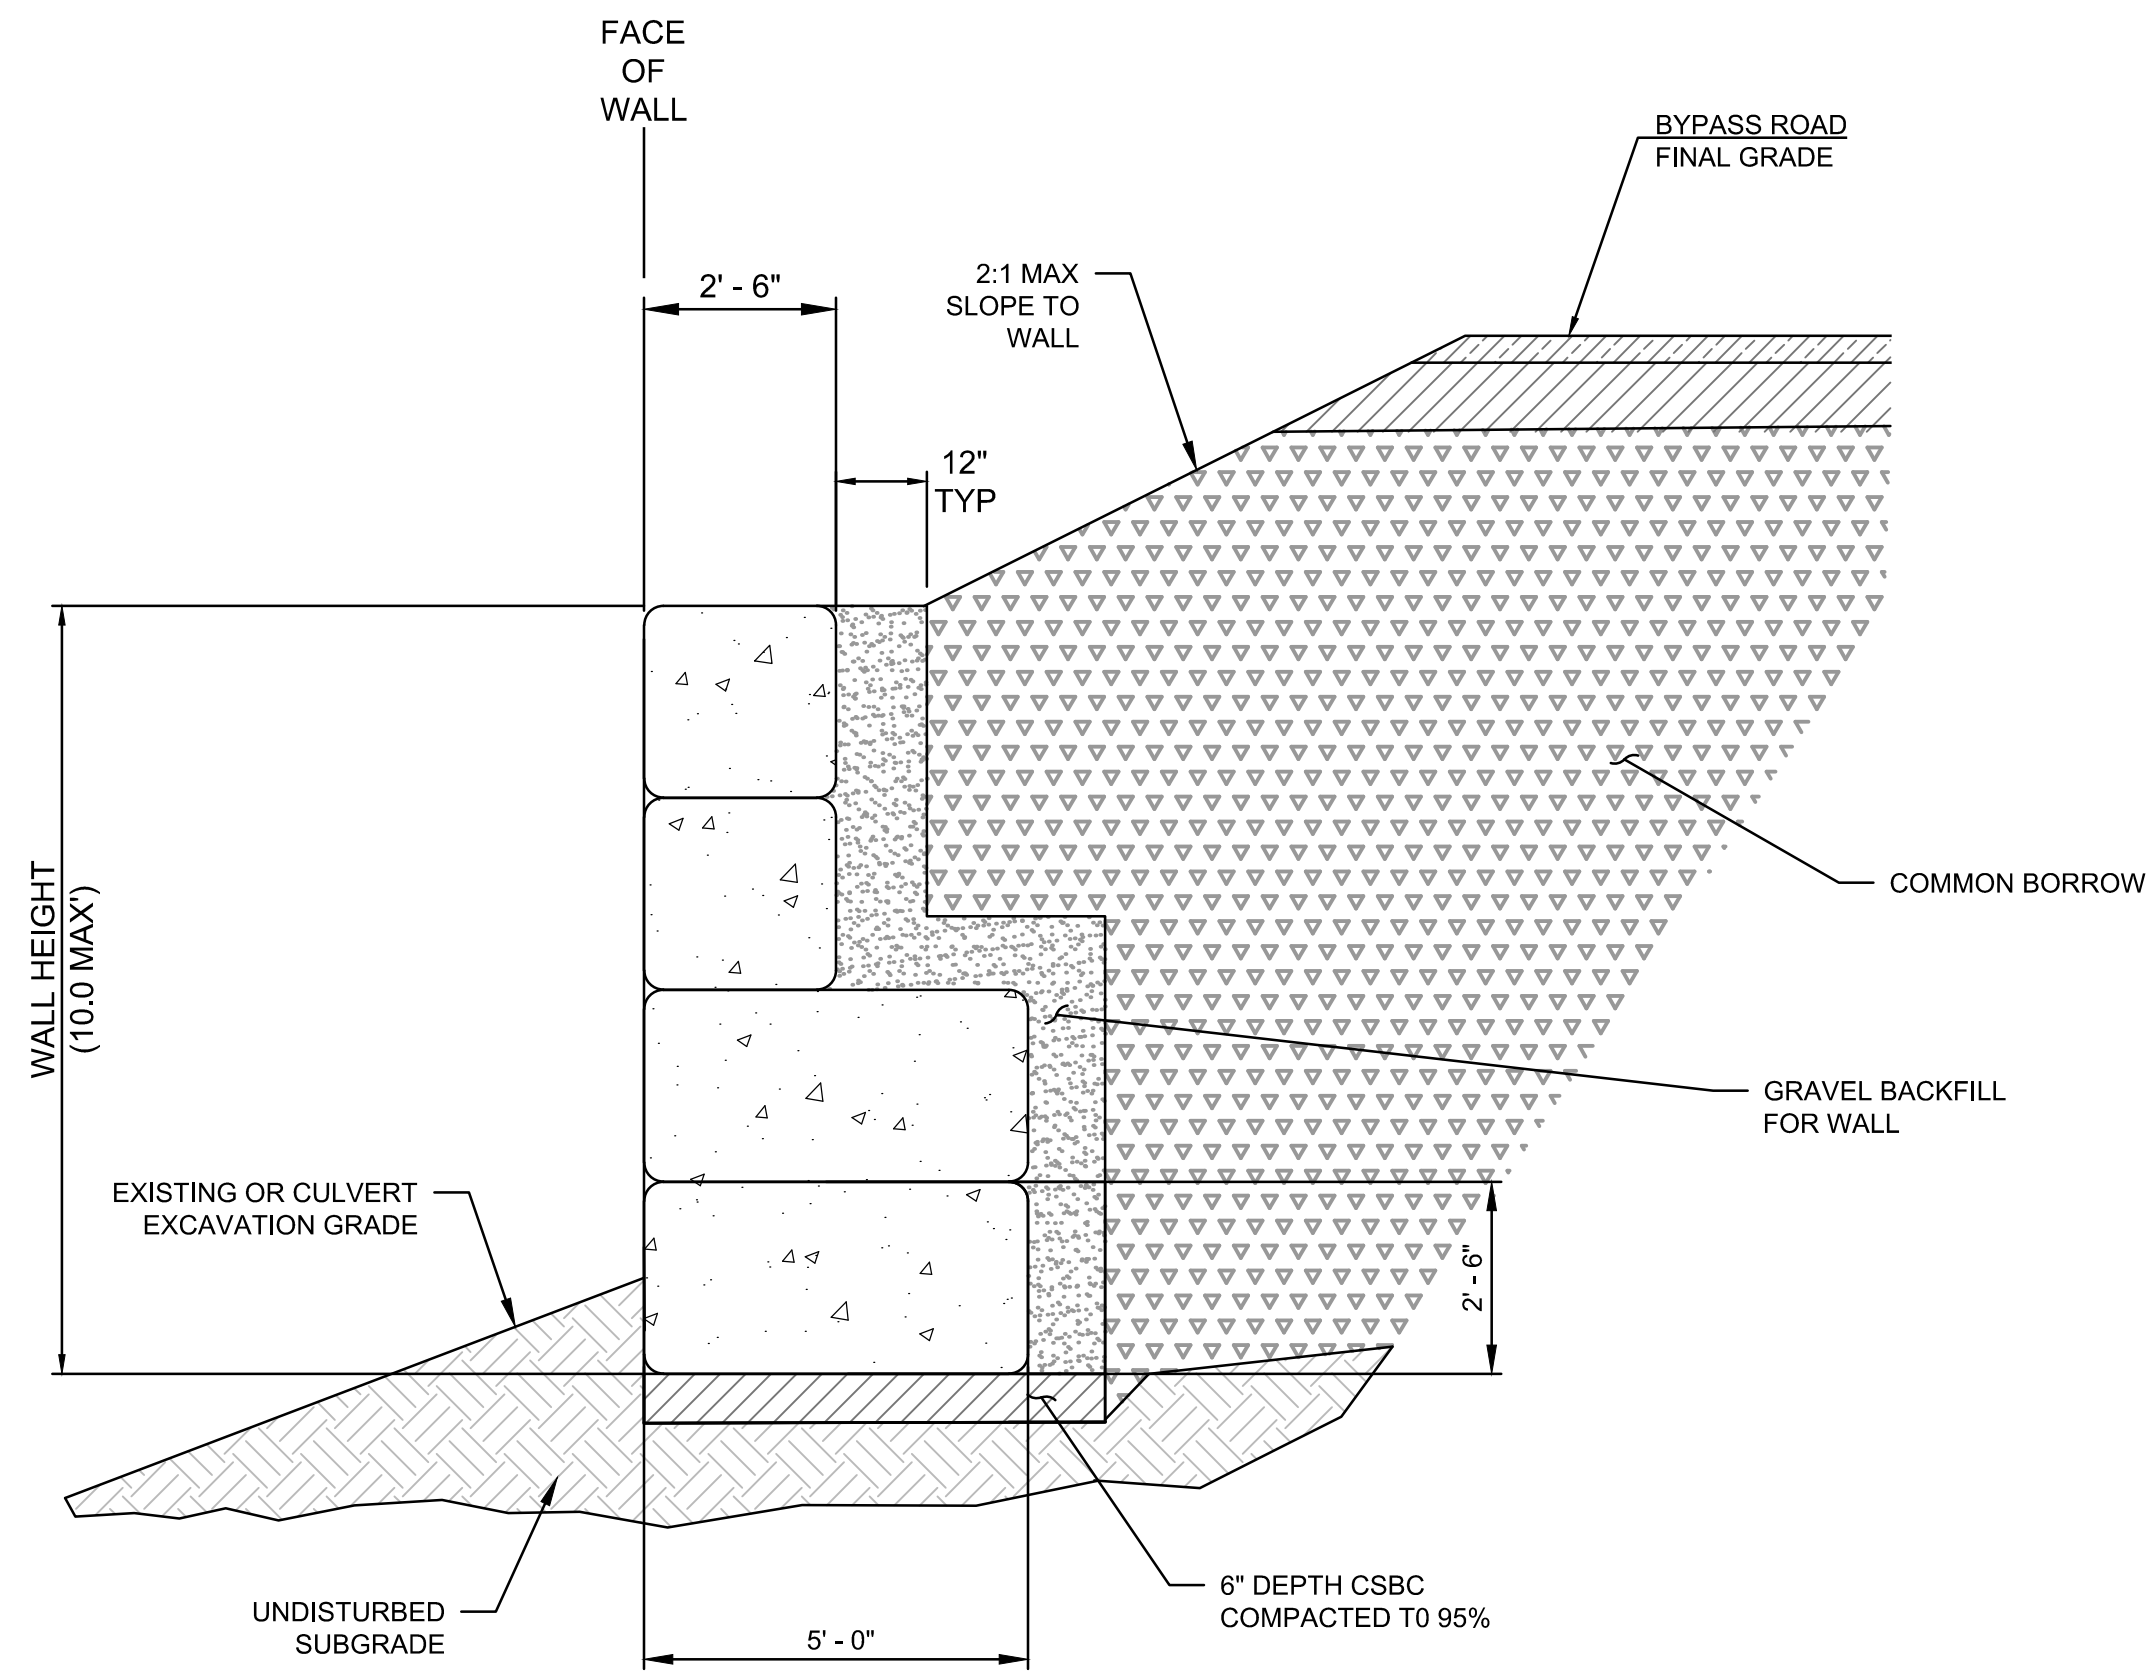 FACE
OF
WALL
BYPASS ROAD
FINAL GRADE
2:1 MAX
SLOPE TO
WALL
2' - 6"
12"
TYP
WALL HEIGHT
(10.0 MAX')
COMMON BORROW
GRAVEL BACKFILL
FOR WALL
EXISTING OR CULVERT
EXCAVATION GRADE
2' - 6"
6" DEPTH CSBC
COMPACTED T0 95%
UNDISTURBED
SUBGRADE
5' - 0"